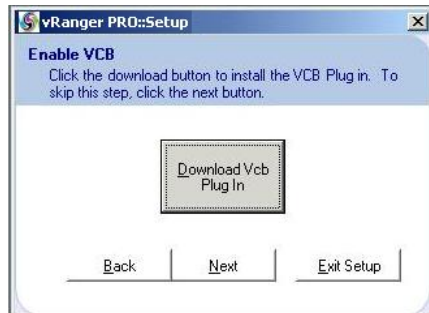 vRanger PRO::Setup
Enable VCB
Click the download button to install the VCB Plug in. To
skip this step, click the next button.
Download Vcb
Plug In
Back Next Exit Setup